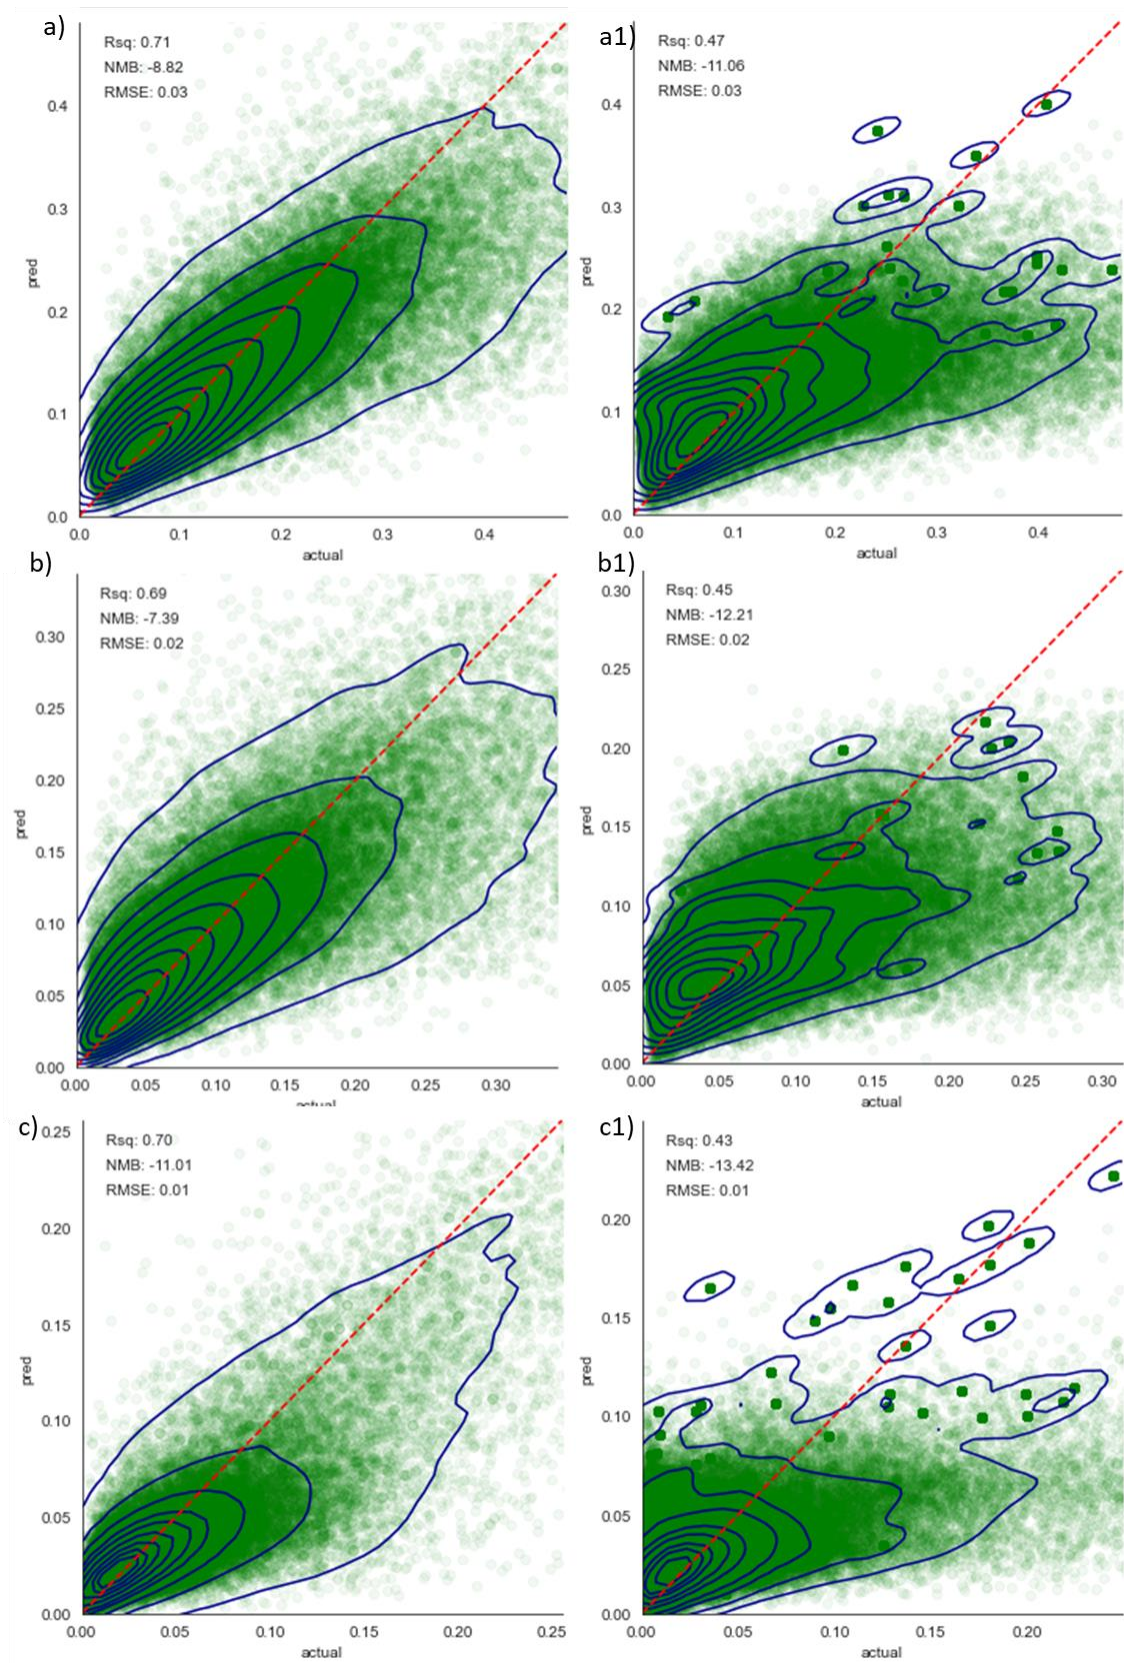 a)
Rsq: 0.71
NMB: -8.82
RMSE: 0.03
0.4
0.3
0.2
0.1
0.0
pred
0.0 0.1 0.2 0.3 0.4
actual
a1)
Rsq: 0.47
NMB: -11.06
RMSE: 0.03
0.4
0.3
0.2
0.1
0.0
pred
0.0 0.1 0.2 0.3 0.4
actual
b)
Rsq: 0.69
NMB: -7.39
RMSE: 0.02
0.30
0.25
0.20
0.15
0.10
0.05
0.00
pred
0.00 0.05 0.10 0.15 0.20 0.25 0.30
actual
b1)
Rsq: 0.45
NMB: -12.21
RMSE: 0.02
0.30
0.25
0.20
0.15
0.10
0.05
0.00
pred
0.00 0.05 0.10 0.15 0.20 0.25 0.30
actual
c)
Rsq: 0.70
NMB: -11.01
RMSE: 0.01
0.25
0.20
0.15
0.10
0.05
0.00
pred
0.00 0.05 0.10 0.15 0.20 0.25
actual
c1)
Rsq: 0.43
NMB: -13.42
RMSE: 0.01
0.20
0.15
0.10
0.05
0.00
pred
0.00 0.05 0.10 0.15 0.20
actual